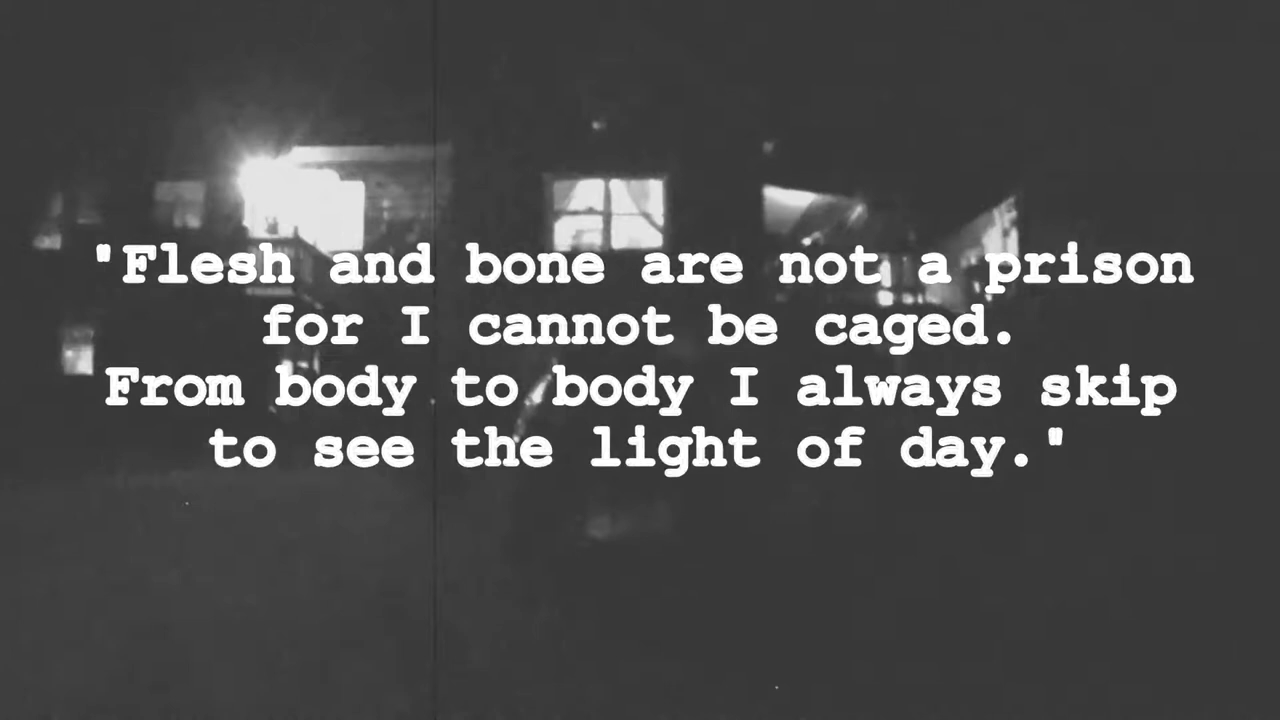 "Flesh and bone are not a prison
for I cannot be caged.
From body to body I always skip
to see the light of day."